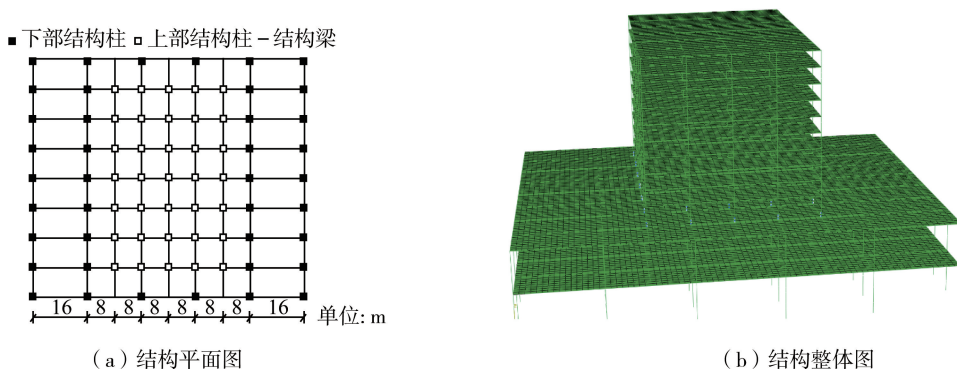 ■下部结构柱 □上部结构柱 –结构梁
16 8 8 8 8 8 8 16 单位: m
（a）结构平面图
（b）结构整体图